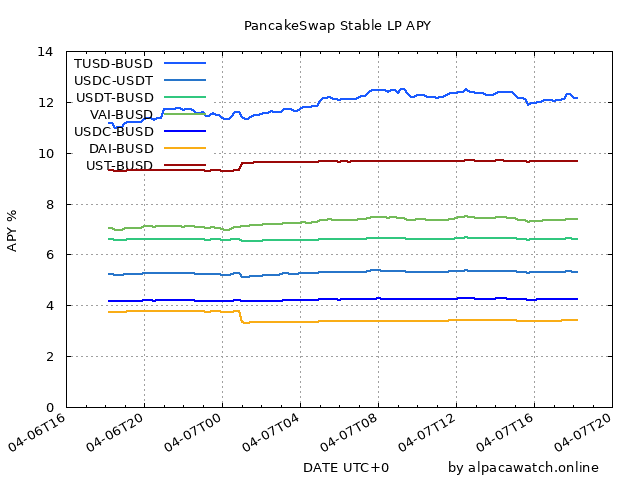 PancakeSwap Stable LP APY
14
12
10
8
6
4
2
0
APY %
TUSD-BUSD
USDC-USDT
USDT-BUSD
VAI-BUSD
USDC-BUSD
DAI-BUSD
UST-BUSD
04-06T16
04-06T20
04-07T00
04-07T04
04-07T08
04-07T12
04-07T16
04-07T20
DATE UTC+0
by alpacawatch.online